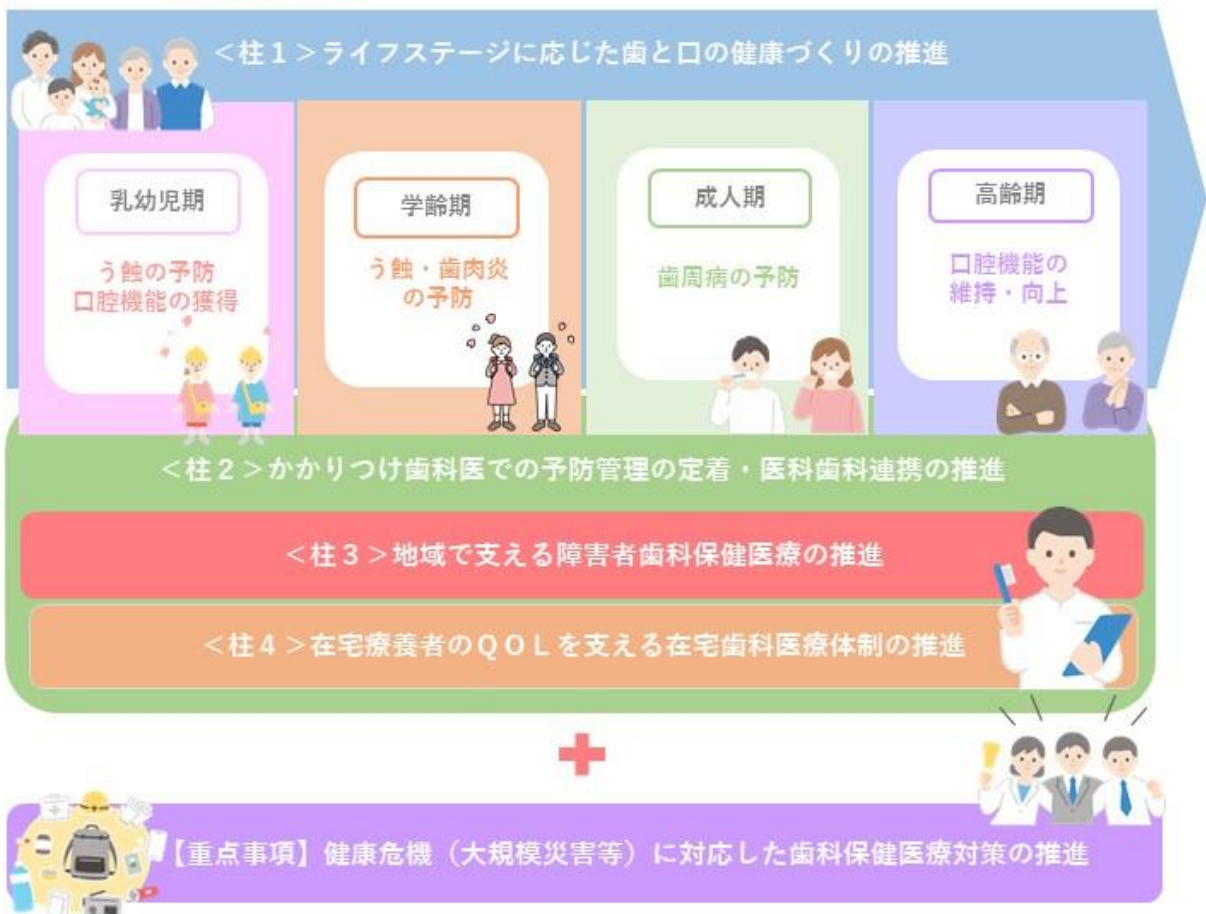 ＜柱１＞ライフステージに応じた歯と口の健康づくりの推進
乳幼児期
う蝕の予防
口腔機能の獲得
学齢期
う蝕・歯肉炎
の予防
成人期
歯周病の予防
高齢期
口腔機能の
維持・向上
＜柱２＞かかりつけ歯科医での予防管理の定着・医科歯科連携の推進
＜柱３＞地域で支える障害者歯科保健医療の推進
＜柱４＞在宅療養者のＱＯＬを支える在宅歯科医療体制の推進
【重点事項】健康危機（大規模災害等）に対応した歯科保健医療対策の推進